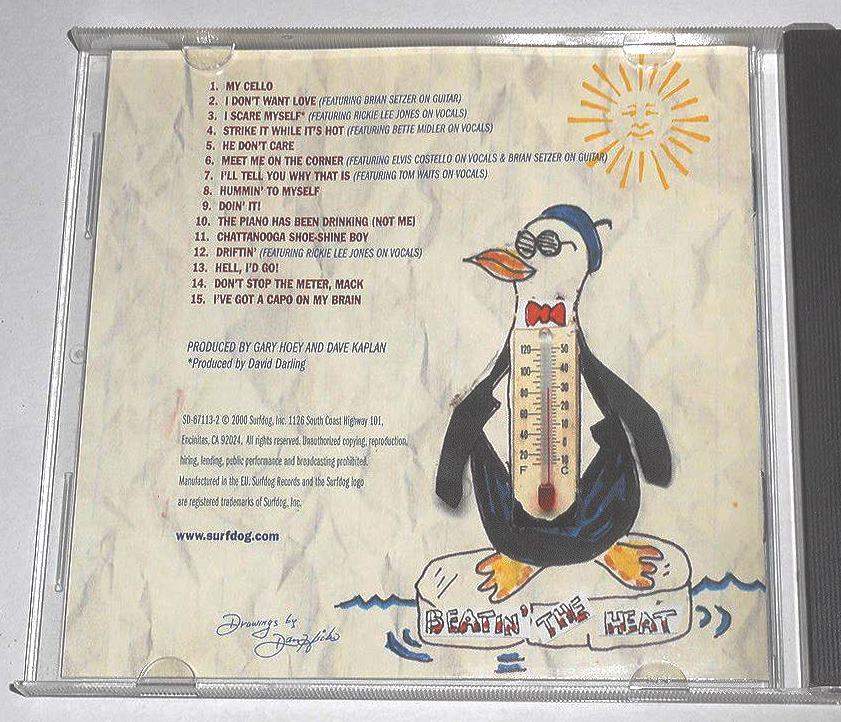 1. MY CELLO
2. I DON'T WANT LOVE (FEATURING BRIAN SETZER ON GUITAR)
3. I SCARE MYSELF* (FEATURING RICKIE LEE JONES ON VOCALS)
4. STRIKE IT WHILE IT'S HOT (FEATURING BETTE MIDLER ON VOCALS)
5. HE DON'T CARE
6. MEET ME ON THE CORNER (FEATURING ELVIS COSTELLO ON VOCALS & BRIAN SETZER ON GUITAR)
7. I'LL TELL YOU WHY THAT IS (FEATURING TOM WAITS ON VOCALS)
8. HUMMIN' TO MYSELF
9. DOIN' IT!
10. THE PIANO HAS BEEN DRINKING (NOT ME)
11. CHATTANOOGA SHOE-SHINE BOY
12. DRIFTIN' (FEATURING RICKIE LEE JONES ON VOCALS)
13. HELL, I'D GO!
14. DON'T STOP THE METER, MACK
15. I'VE GOT A CAPO ON MY BRAIN
PRODUCED BY GARY HOEY AND DAVE KAPLAN
*Produced by David Darling
SD-67113-2 © 2000 Surfdog, Inc. 1126 South Coast Highway 101,
Encinitas, CA 92024. All rights reserved. Unauthorized copying, reproduction,
hiring, lending, public performance and broadcasting prohibited.
Manufactured in the EU. Surfdog Records and the Surfdog logo
are registered trademarks of Surfdog, Inc.
www.surfdog.com
Drawings by
Dan Hicks
120 50
100 40
80 30
60 20
40 10
20 0
F 10 C
BEATIN' THE HEAT